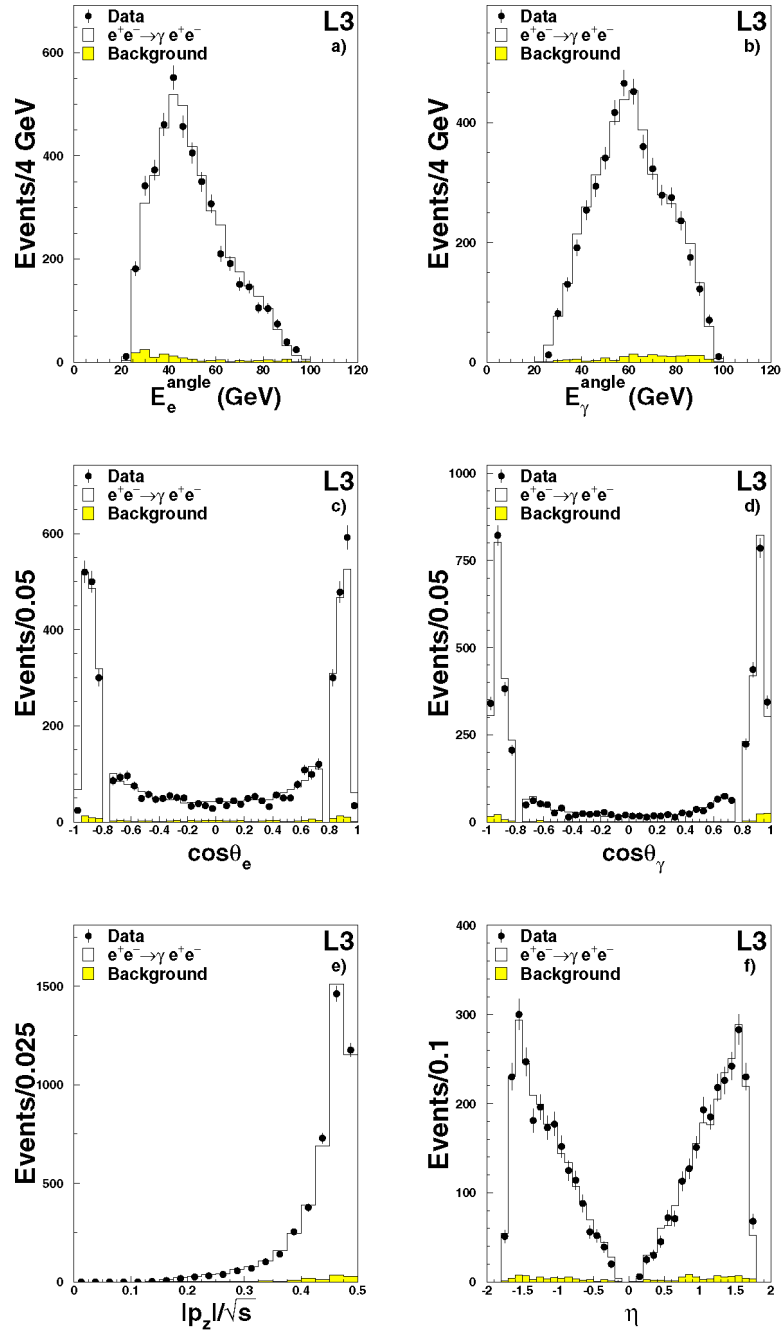 Data
e⁺e⁻→γ e⁺e⁻
Background
L3
a)
Events/4 GeV
600
400
200
0
0 20 40 60 80 100 120
E_e^angle (GeV)
Data
e⁺e⁻→γ e⁺e⁻
Background
L3
b)
Events/4 GeV
400
200
0
0 20 40 60 80 100 120
E_γ^angle (GeV)
Data
e⁺e⁻→γ e⁺e⁻
Background
L3
c)
Events/0.05
600
400
200
0
-1 -0.8 -0.6 -0.4 -0.2 0 0.2 0.4 0.6 0.8 1
cosθ_e
Data
e⁺e⁻→γ e⁺e⁻
Background
L3
d)
Events/0.05
1000
750
500
250
0
-1 -0.8 -0.6 -0.4 -0.2 0 0.2 0.4 0.6 0.8 1
cosθ_γ
Data
e⁺e⁻→γ e⁺e⁻
Background
L3
e)
Events/0.025
1500
1000
500
0
0 0.1 0.2 0.3 0.4 0.5
|p_z|/√s
Data
e⁺e⁻→γ e⁺e⁻
Background
L3
f)
Events/0.1
400
300
200
100
0
-2 -1.5 -1 -0.5 0 0.5 1 1.5 2
η